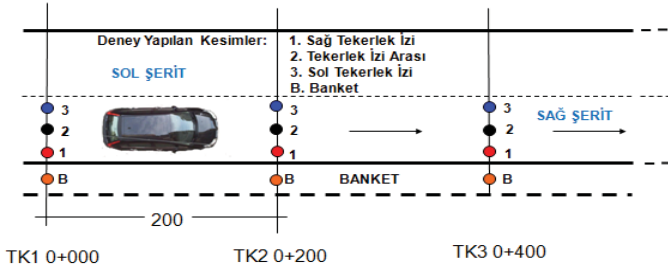 Deney Yapılan Kesimler: 1. Sağ Tekerlek İzi
2. Tekerlek İzi Arası
3. Sol Tekerlek İzi
B. Banket
SOL ŞERİT
3 3 3
SAĞ ŞERİT
2 2 2
1 1 1
B B BANKET B
200
TK1 0+000 TK2 0+200 TK3 0+400